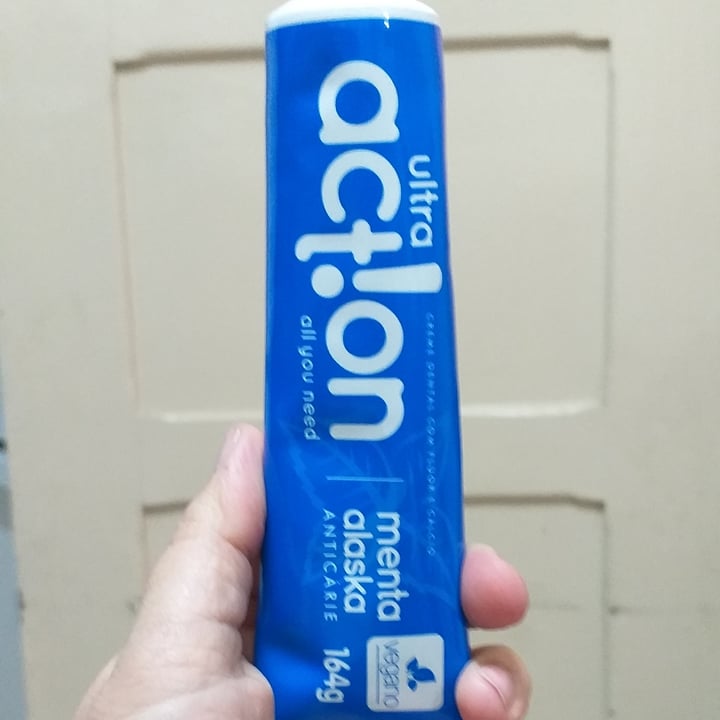 CREME DENTAL COM FLÚOR E CÁLCIO
ultra
act!on
all you need
menta
alaska
ANTICÁRIE
164g
vegano